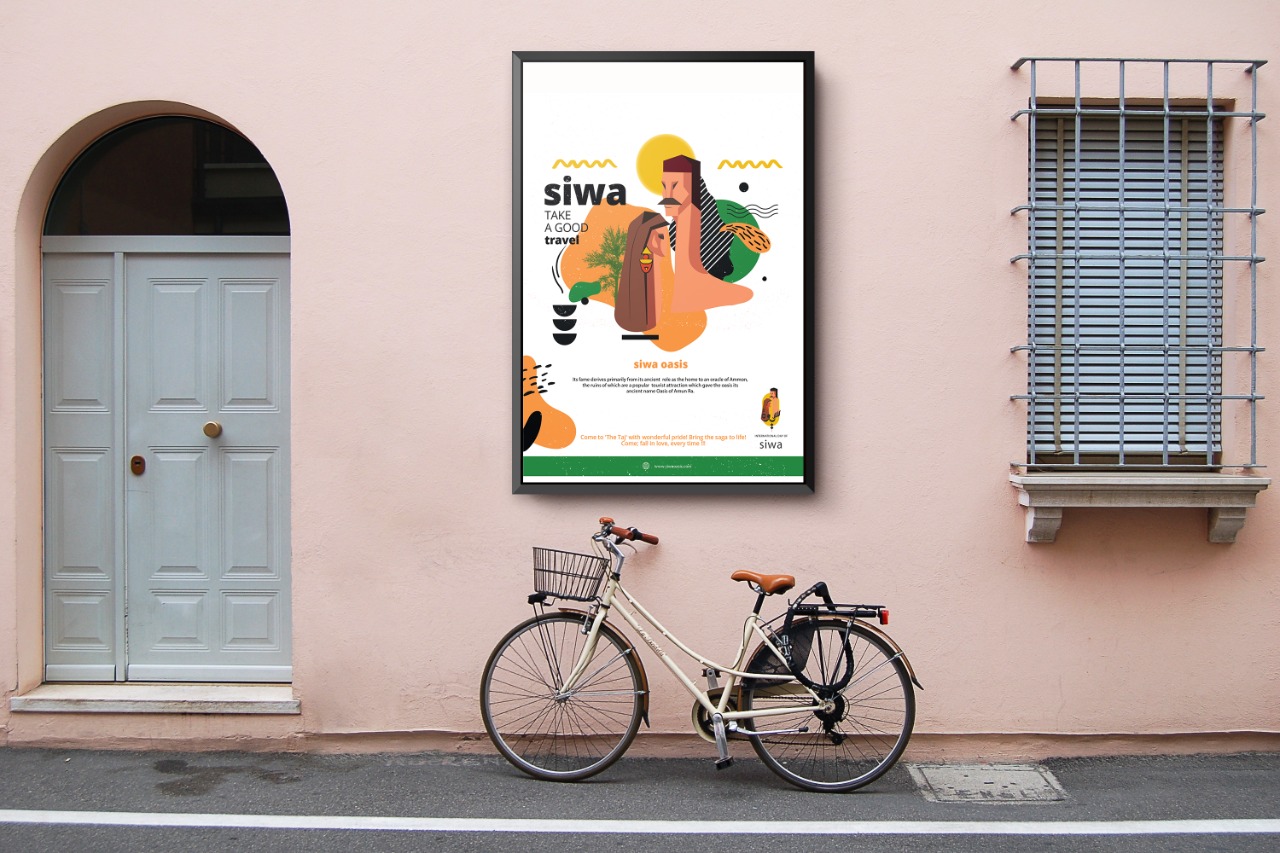 siwa
TAKE
A GOOD
travel
siwa oasis
Its fame derives primarily from its ancient role as the home to an oracle of Ammon,
the ruins of which are a popular tourist attraction which gave the oasis its
ancient name Oasis of Amun Ra.
Come to 'The Taj' with wonderful pride! Bring the saga to life!
Come; fall in love, every time !!!
siwa